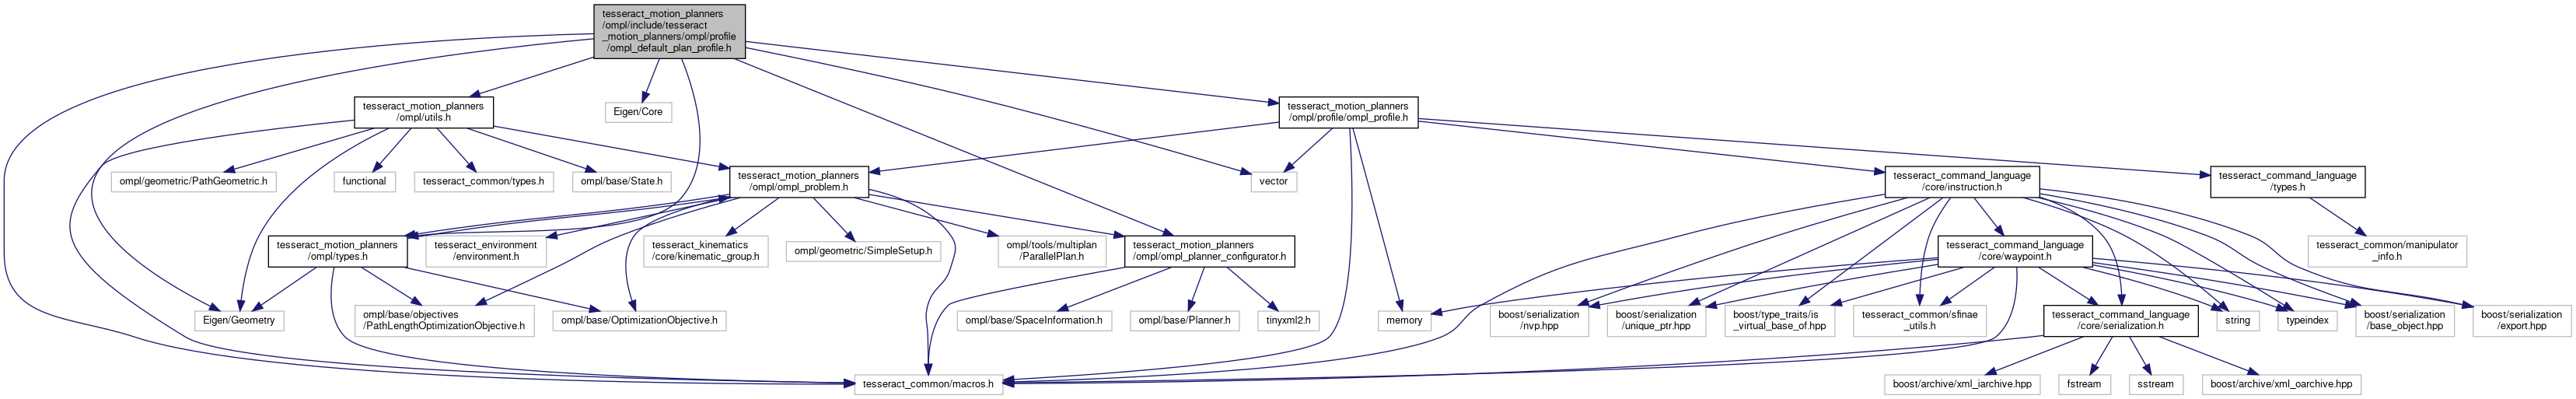 tesseract_motion_planners
/ompl/include/tesseract
_motion_planners/ompl/profile
/ompl_default_plan_profile.h
tesseract_motion_planners
/ompl/utils.h
Eigen/Core
tesseract_motion_planners
/ompl/profile/ompl_profile.h
ompl/geometric/PathGeometric.h
functional
tesseract_common/types.h
ompl/base/State.h
tesseract_motion_planners
/ompl/ompl_problem.h
vector
tesseract_command_language
/core/instruction.h
tesseract_command_language
/types.h
tesseract_motion_planners
/ompl/types.h
tesseract_environment
/environment.h
tesseract_kinematics
/core/kinematic_group.h
ompl/geometric/SimpleSetup.h
ompl/tools/multiplan
/ParallelPlan.h
tesseract_motion_planners
/ompl/ompl_planner_configurator.h
tesseract_command_language
/core/waypoint.h
tesseract_common/manipulator
_info.h
Eigen/Geometry
ompl/base/objectives
/PathLengthOptimizationObjective.h
ompl/base/OptimizationObjective.h
ompl/base/SpaceInformation.h
ompl/base/Planner.h
tinyxml2.h
memory
boost/serialization
/nvp.hpp
boost/serialization
/unique_ptr.hpp
boost/type_traits/is
_virtual_base_of.hpp
tesseract_common/sfinae
_utils.h
tesseract_command_language
/core/serialization.h
string
typeindex
boost/serialization
/base_object.hpp
boost/serialization
/export.hpp
tesseract_common/macros.h
boost/archive/xml_iarchive.hpp
fstream
sstream
boost/archive/xml_oarchive.hpp